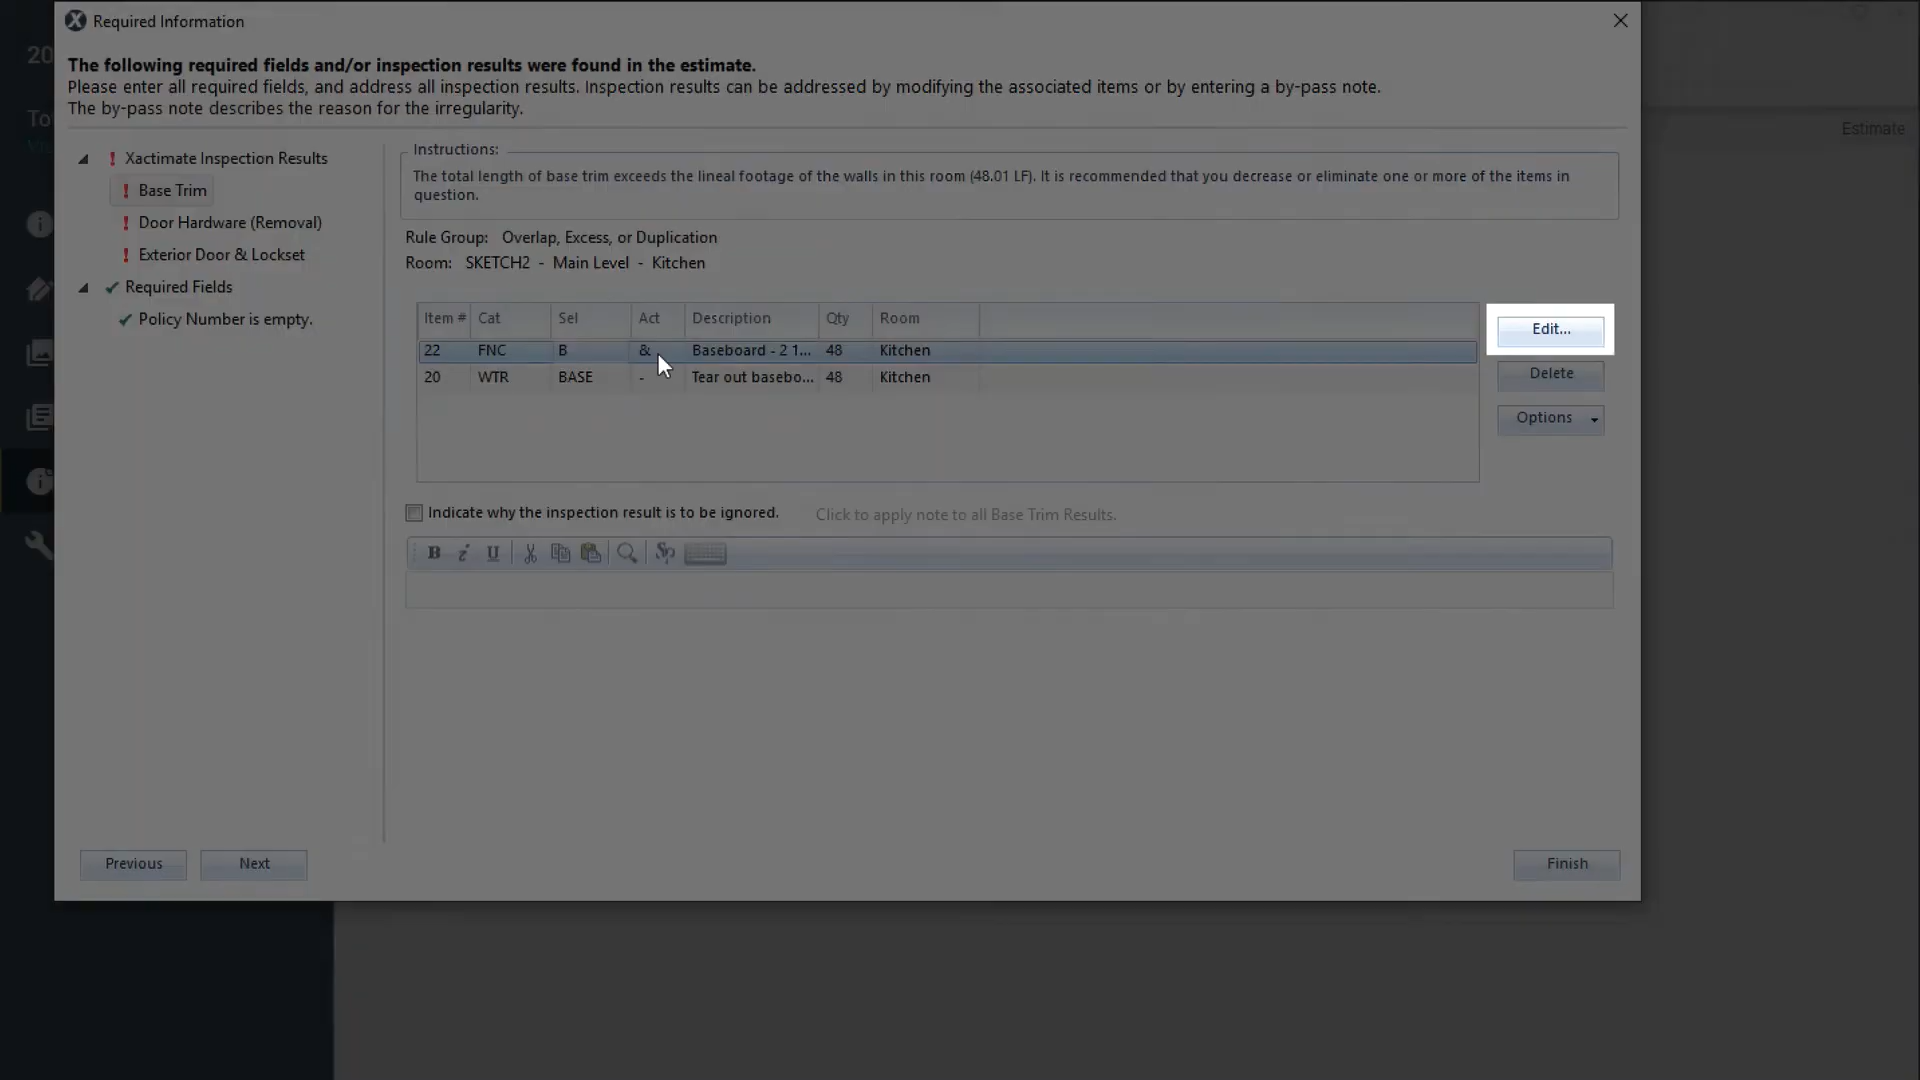 Required Information
The following required fields and/or inspection results were found in the estimate.
Please enter all required fields, and address all inspection results. Inspection results can be addressed by modifying the associated items or by entering a by-pass note.
The by-pass note describes the reason for the irregularity.
20
To
Estimate
! Xactimate Inspection Results
! Base Trim
! Door Hardware (Removal)
! Exterior Door & Lockset
Required Fields
Policy Number is empty.
Instructions:
The total length of base trim exceeds the lineal footage of the walls in this room (48.01 LF). It is recommended that you decrease or eliminate one or more of the items in
question.
Rule Group: Overlap, Excess, or Duplication
Room: SKETCH2 - Main Level - Kitchen
Item # Cat Sel Act Description Qty Room
22 FNC B & Baseboard - 2 1... 48 Kitchen
20 WTR BASE - Tear out basebo... 48 Kitchen
Edit...
Delete
Options
Indicate why the inspection result is to be ignored. Click to apply note to all Base Trim Results.
B i U
Previous Next Finish